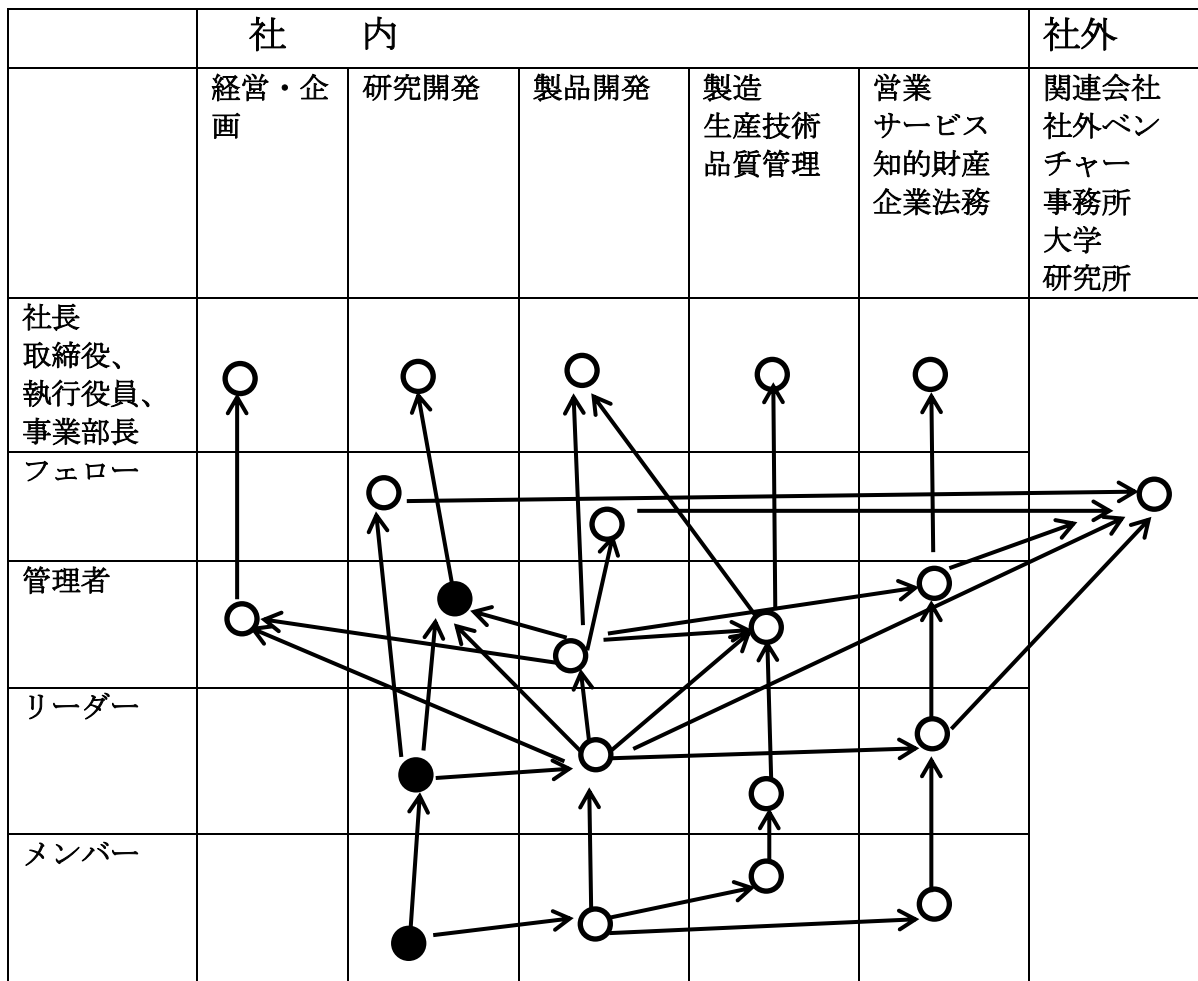 社　内
社外
経営・企
画
研究開発
製品開発
製造
生産技術
品質管理
営業
サービス
知的財産
企業法務
関連会社
社外ベン
チャー
事務所
大学
研究所
社長
取締役、
執行役員、
事業部長
フェロー
管理者
リーダー
メンバー